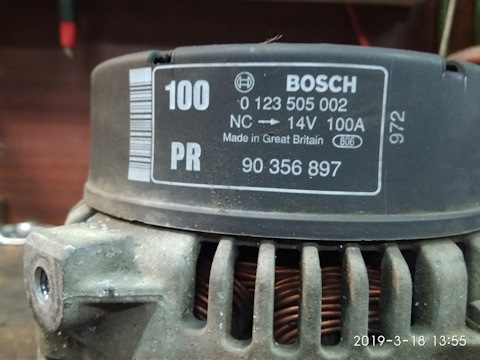 100 BOSCH
0 123 505 002
NC → 14V 100A
Made in Great Britain 806
PR 90 356 897
972
2019-3-18 13:55